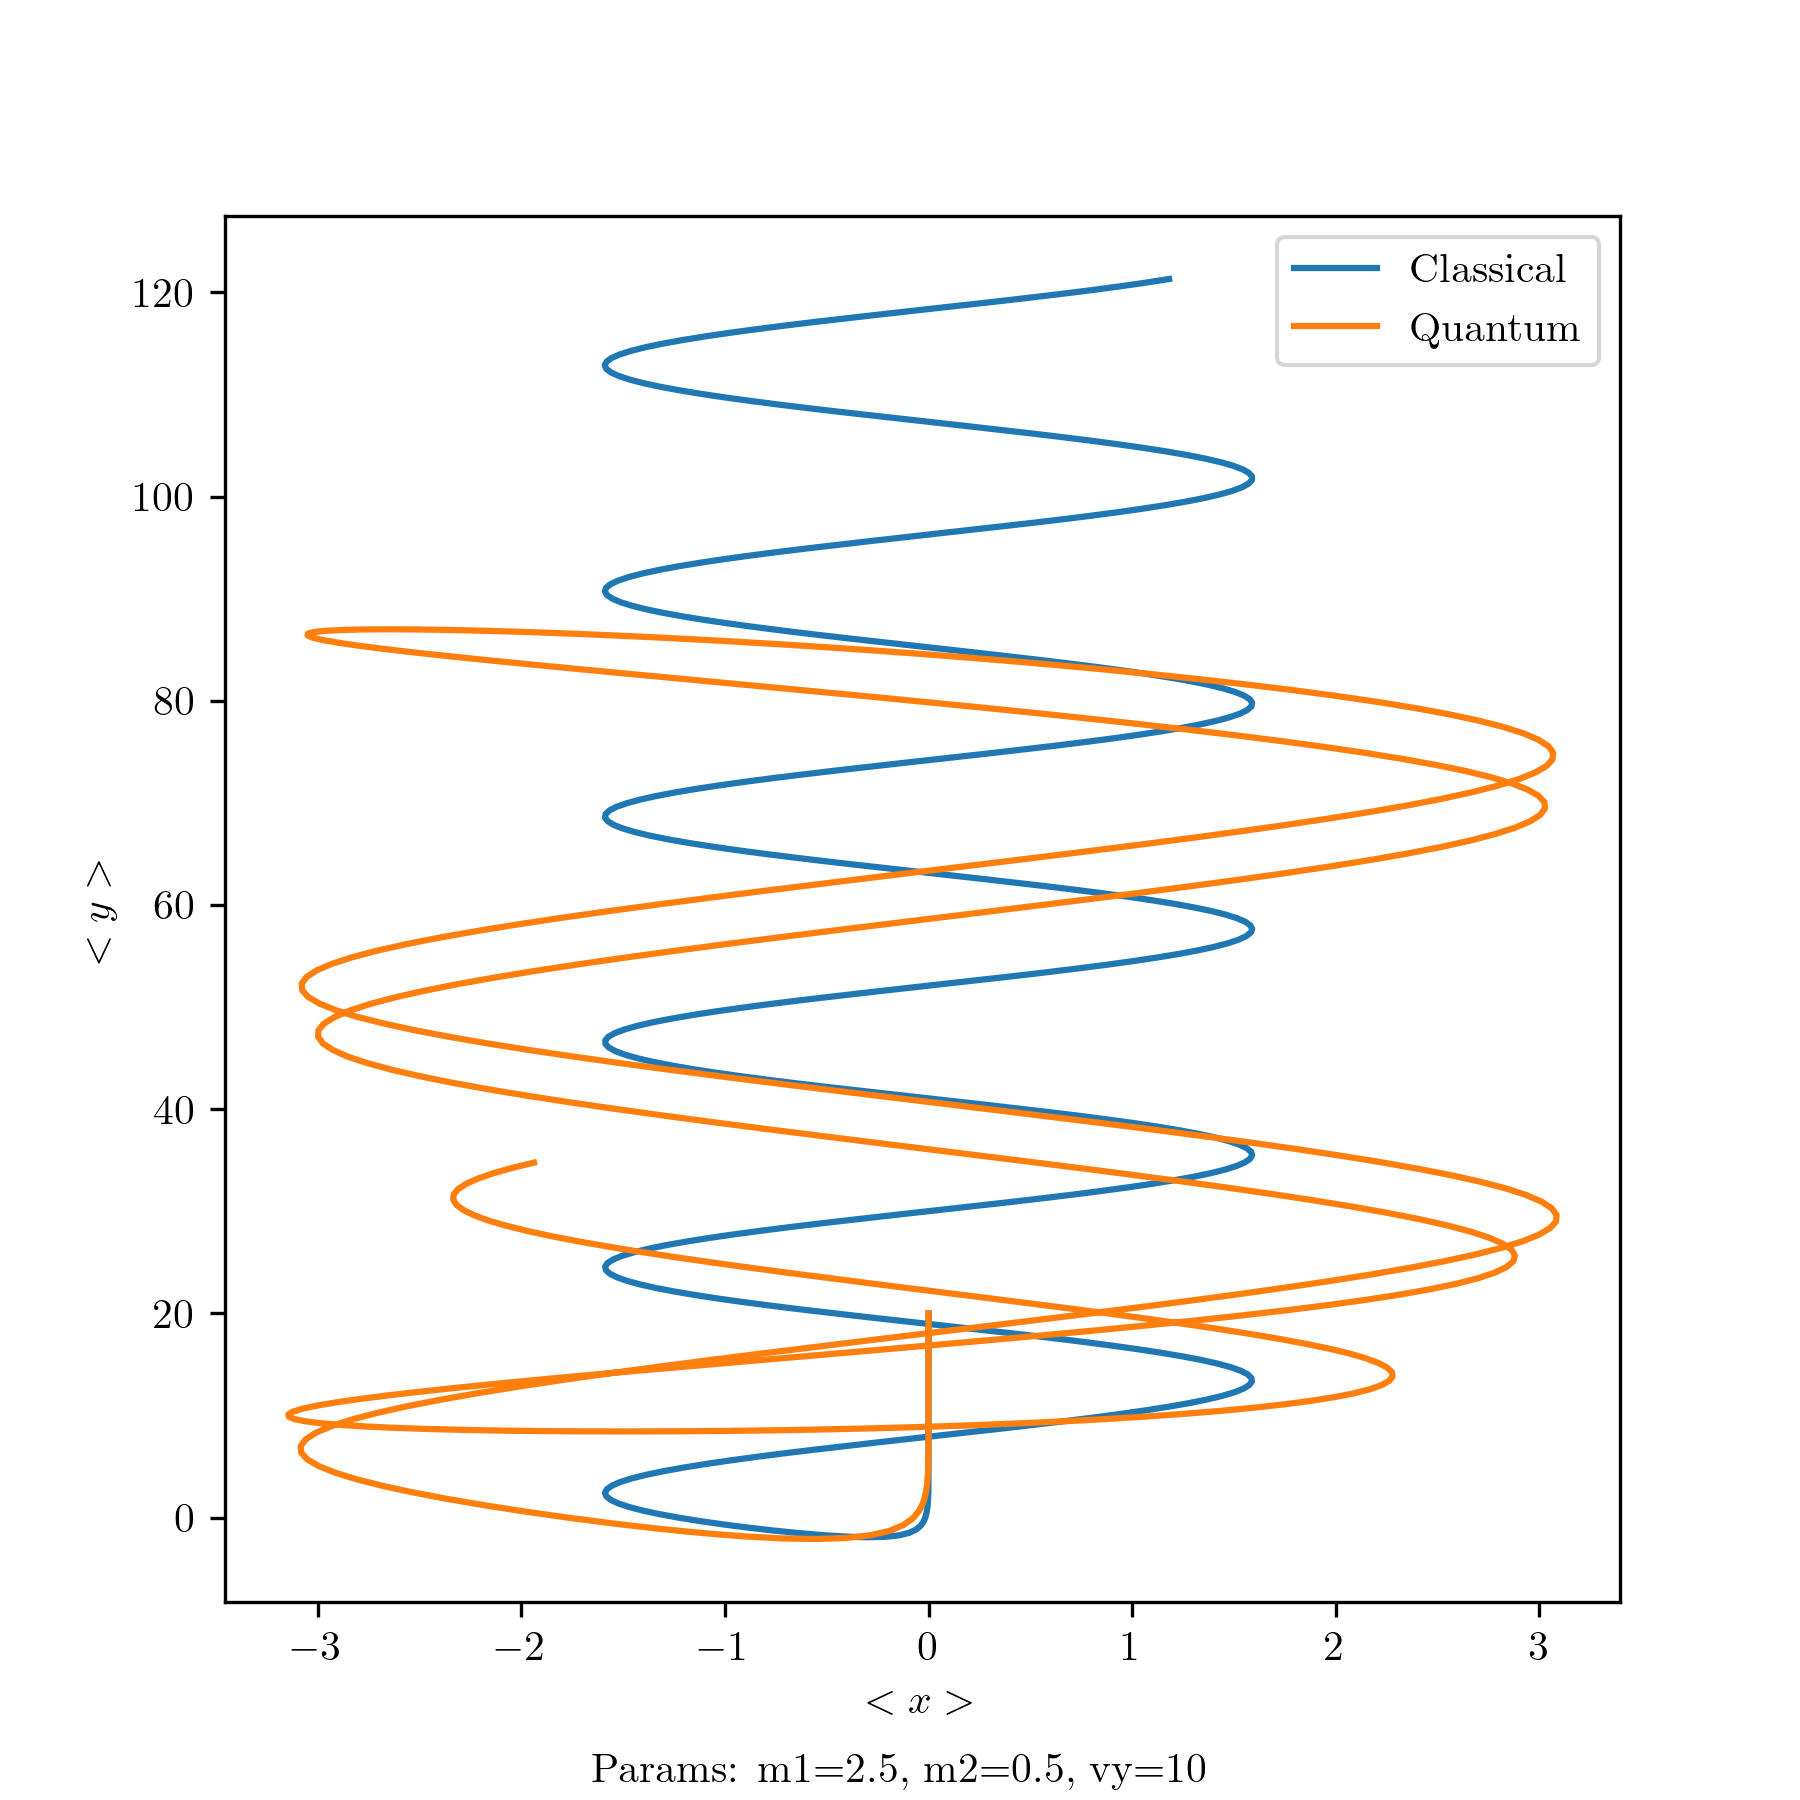 Classical
Quantum
120
100
80
60
40
20
0
< y >
−3 −2 −1 0 1 2 3
< x >
Params: m1=2.5, m2=0.5, vy=10